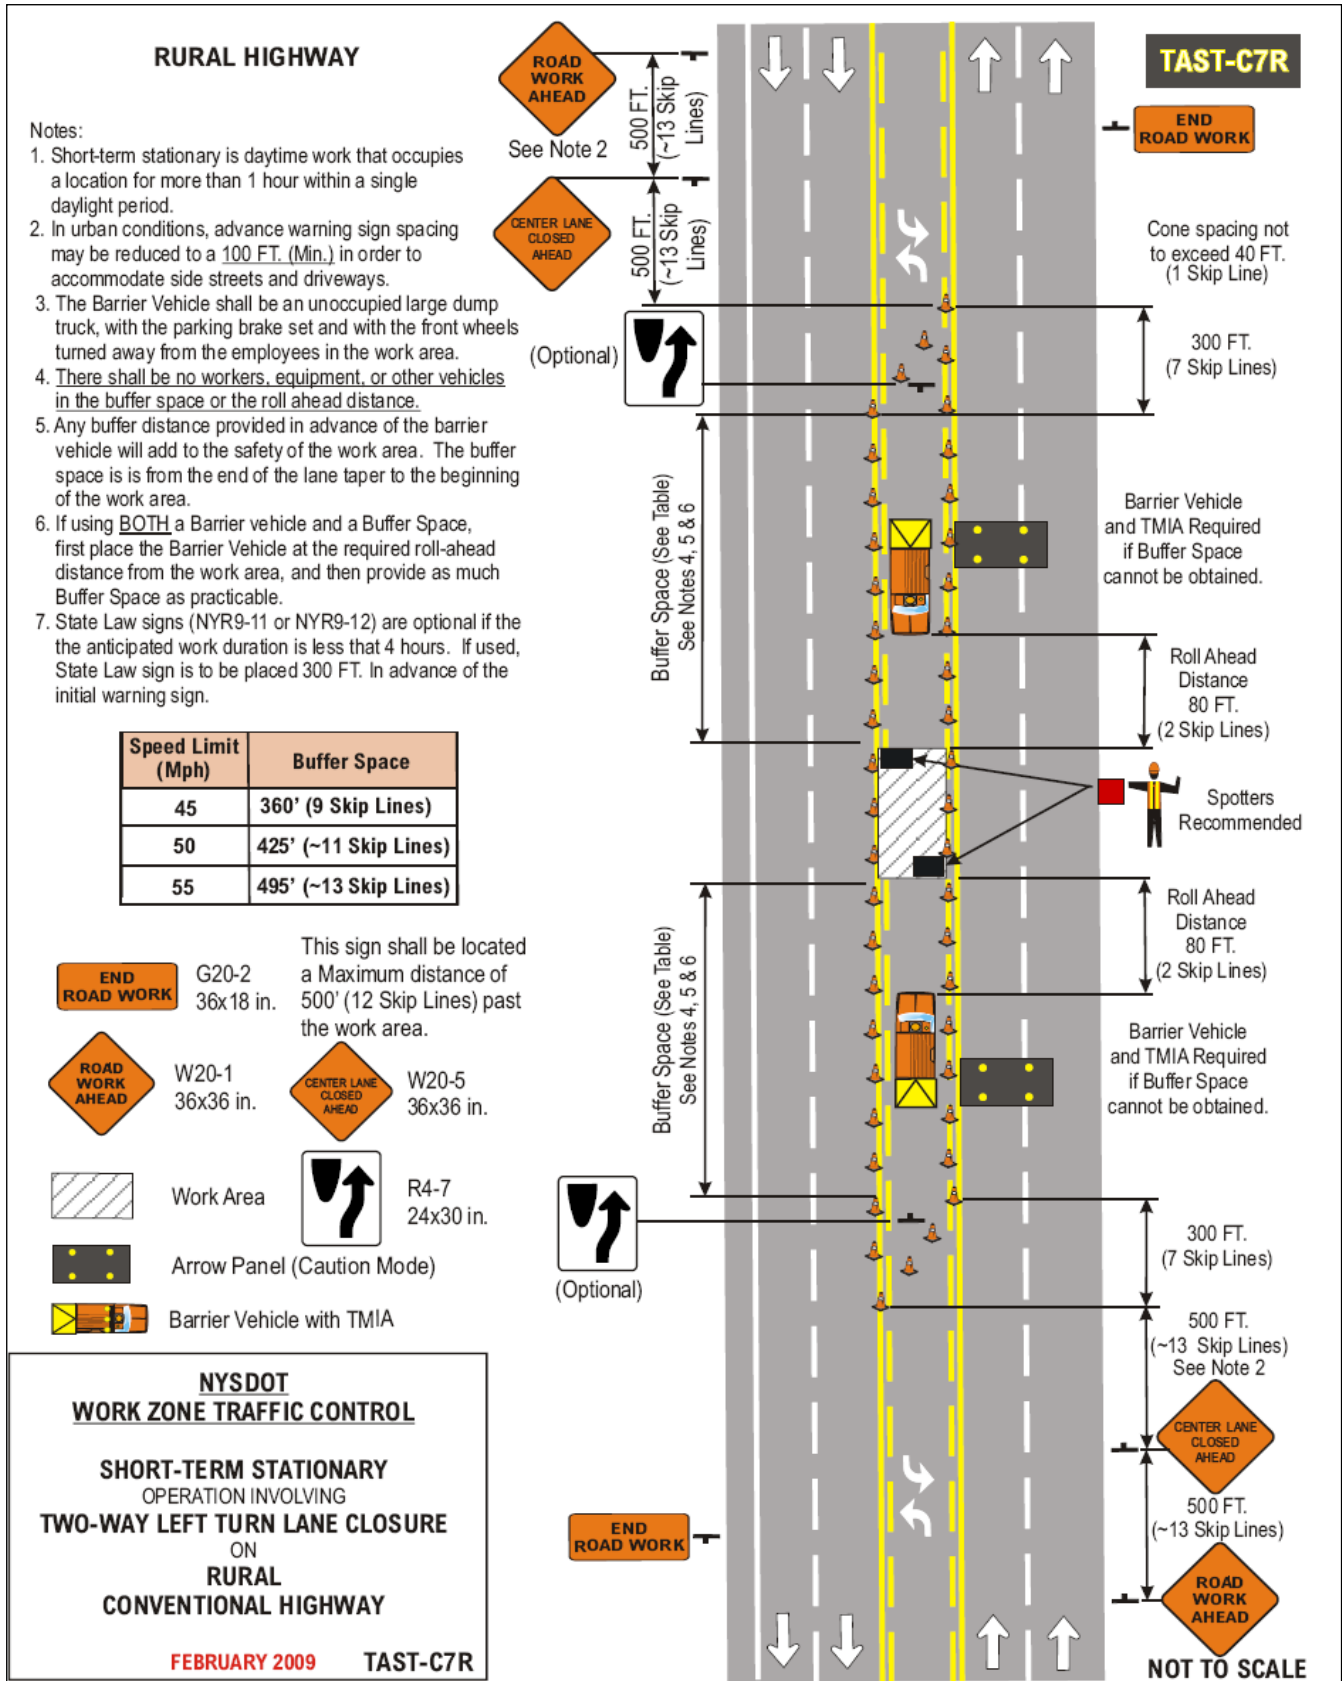 RURAL HIGHWAY
Notes:
1. Short-term stationary is daytime work that occupies
a location for more than 1 hour within a single
daylight period.
2. In urban conditions, advance warning sign spacing
may be reduced to a 100 FT. (Min.) in order to
accommodate side streets and driveways.
3. The Barrier Vehicle shall be an unoccupied large dump
truck, with the parking brake set and with the front wheels
turned away from the employees in the work area.
4. There shall be no workers, equipment, or other vehicles
in the buffer space or the roll ahead distance.
5. Any buffer distance provided in advance of the barrier
vehicle will add to the safety of the work area. The buffer
space is is from the end of the lane taper to the beginning
of the work area.
6. If using BOTH a Barrier vehicle and a Buffer Space,
first place the Barrier Vehicle at the required roll-ahead
distance from the work area, and then provide as much
Buffer Space as practicable.
7. State Law signs (NYR9-11 or NYR9-12) are optional if the
the anticipated work duration is less that 4 hours. If used,
State Law sign is to be placed 300 FT. In advance of the
initial warning sign.
Speed Limit
(Mph)
Buffer Space
45 360' (9 Skip Lines)
50 425' (~11 Skip Lines)
55 495' (~13 Skip Lines)
END
ROAD WORK
G20-2
36x18 in.
This sign shall be located
a Maximum distance of
500' (12 Skip Lines) past
the work area.
ROAD
WORK
AHEAD
W20-1
36x36 in.
CENTER LANE
CLOSED
AHEAD
W20-5
36x36 in.
Work Area
R4-7
24x30 in.
Arrow Panel (Caution Mode)
Barrier Vehicle with TMIA
NYSDOT
WORK ZONE TRAFFIC CONTROL
SHORT-TERM STATIONARY
OPERATION INVOLVING
TWO-WAY LEFT TURN LANE CLOSURE
ON
RURAL
CONVENTIONAL HIGHWAY
FEBRUARY 2009 TAST-C7R
ROAD
WORK
AHEAD
See Note 2
500 FT.
(~13 Skip
Lines)
CENTER LANE
CLOSED
AHEAD
500 FT.
(~13 Skip
Lines)
(Optional)
Buffer Space (See Table)
See Notes 4, 5 & 6
Buffer Space (See Table)
See Notes 4, 5 & 6
(Optional)
END
ROAD WORK
TAST-C7R
END
ROAD WORK
Cone spacing not
to exceed 40 FT.
(1 Skip Line)
300 FT.
(7 Skip Lines)
Barrier Vehicle
and TMIA Required
if Buffer Space
cannot be obtained.
Roll Ahead
Distance
80 FT.
(2 Skip Lines)
Spotters
Recommended
Roll Ahead
Distance
80 FT.
(2 Skip Lines)
Barrier Vehicle
and TMIA Required
if Buffer Space
cannot be obtained.
300 FT.
(7 Skip Lines)
500 FT.
(~13 Skip Lines)
See Note 2
CENTER LANE
CLOSED
AHEAD
500 FT.
(~13 Skip Lines)
ROAD
WORK
AHEAD
NOT TO SCALE